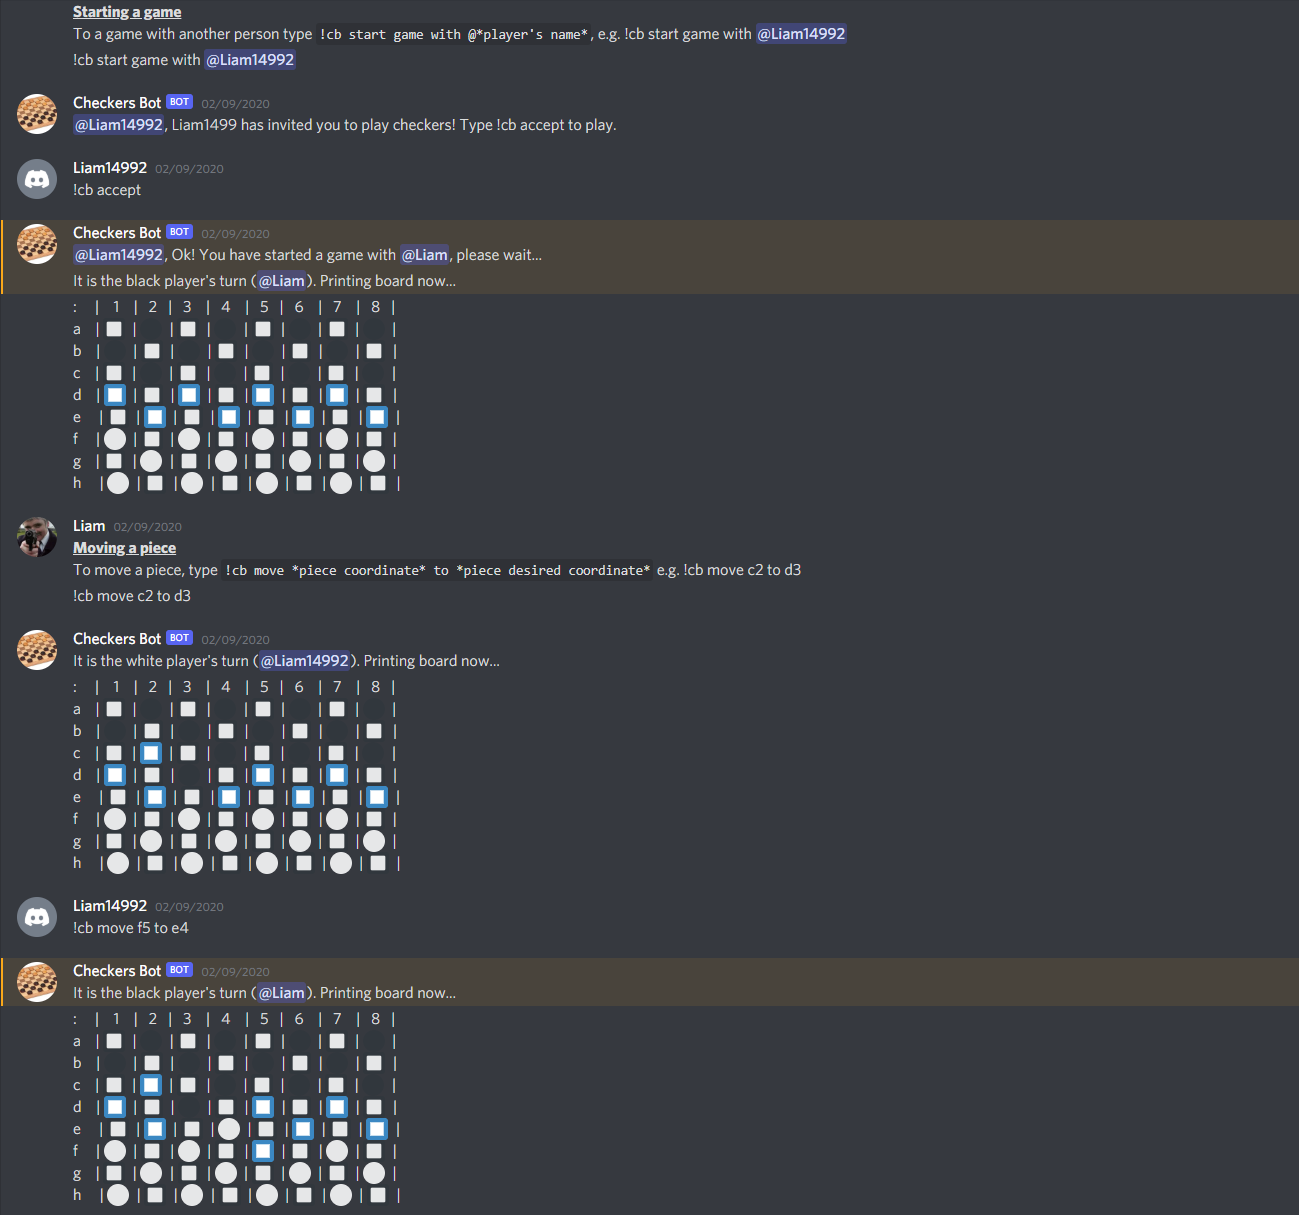 Starting a game
To a game with another person type !cb start game with @*player's name*, e.g. !cb start game with @Liam14992
!cb start game with @Liam14992
Checkers Bot BOT 02/09/2020
@Liam14992, Liam1499 has invited you to play checkers! Type !cb accept to play.
Liam14992 02/09/2020
!cb accept
Checkers Bot BOT 02/09/2020
@Liam14992, Ok! You have started a game with @Liam, please wait...
It is the black player's turn (@Liam). Printing board now...
: | 1 | 2 | 3 | 4 | 5 | 6 | 7 | 8 |
a
b
c
d
e
f
g
h
Liam 02/09/2020
Moving a piece
To move a piece, type !cb move *piece coordinate* to *piece desired coordinate* e.g. !cb move c2 to d3
!cb move c2 to d3
Checkers Bot BOT 02/09/2020
It is the white player's turn (@Liam14992). Printing board now...
: | 1 | 2 | 3 | 4 | 5 | 6 | 7 | 8 |
a
b
c
d
e
f
g
h
Liam14992 02/09/2020
!cb move f5 to e4
Checkers Bot BOT 02/09/2020
It is the black player's turn (@Liam). Printing board now...
: | 1 | 2 | 3 | 4 | 5 | 6 | 7 | 8 |
a
b
c
d
e
f
g
h